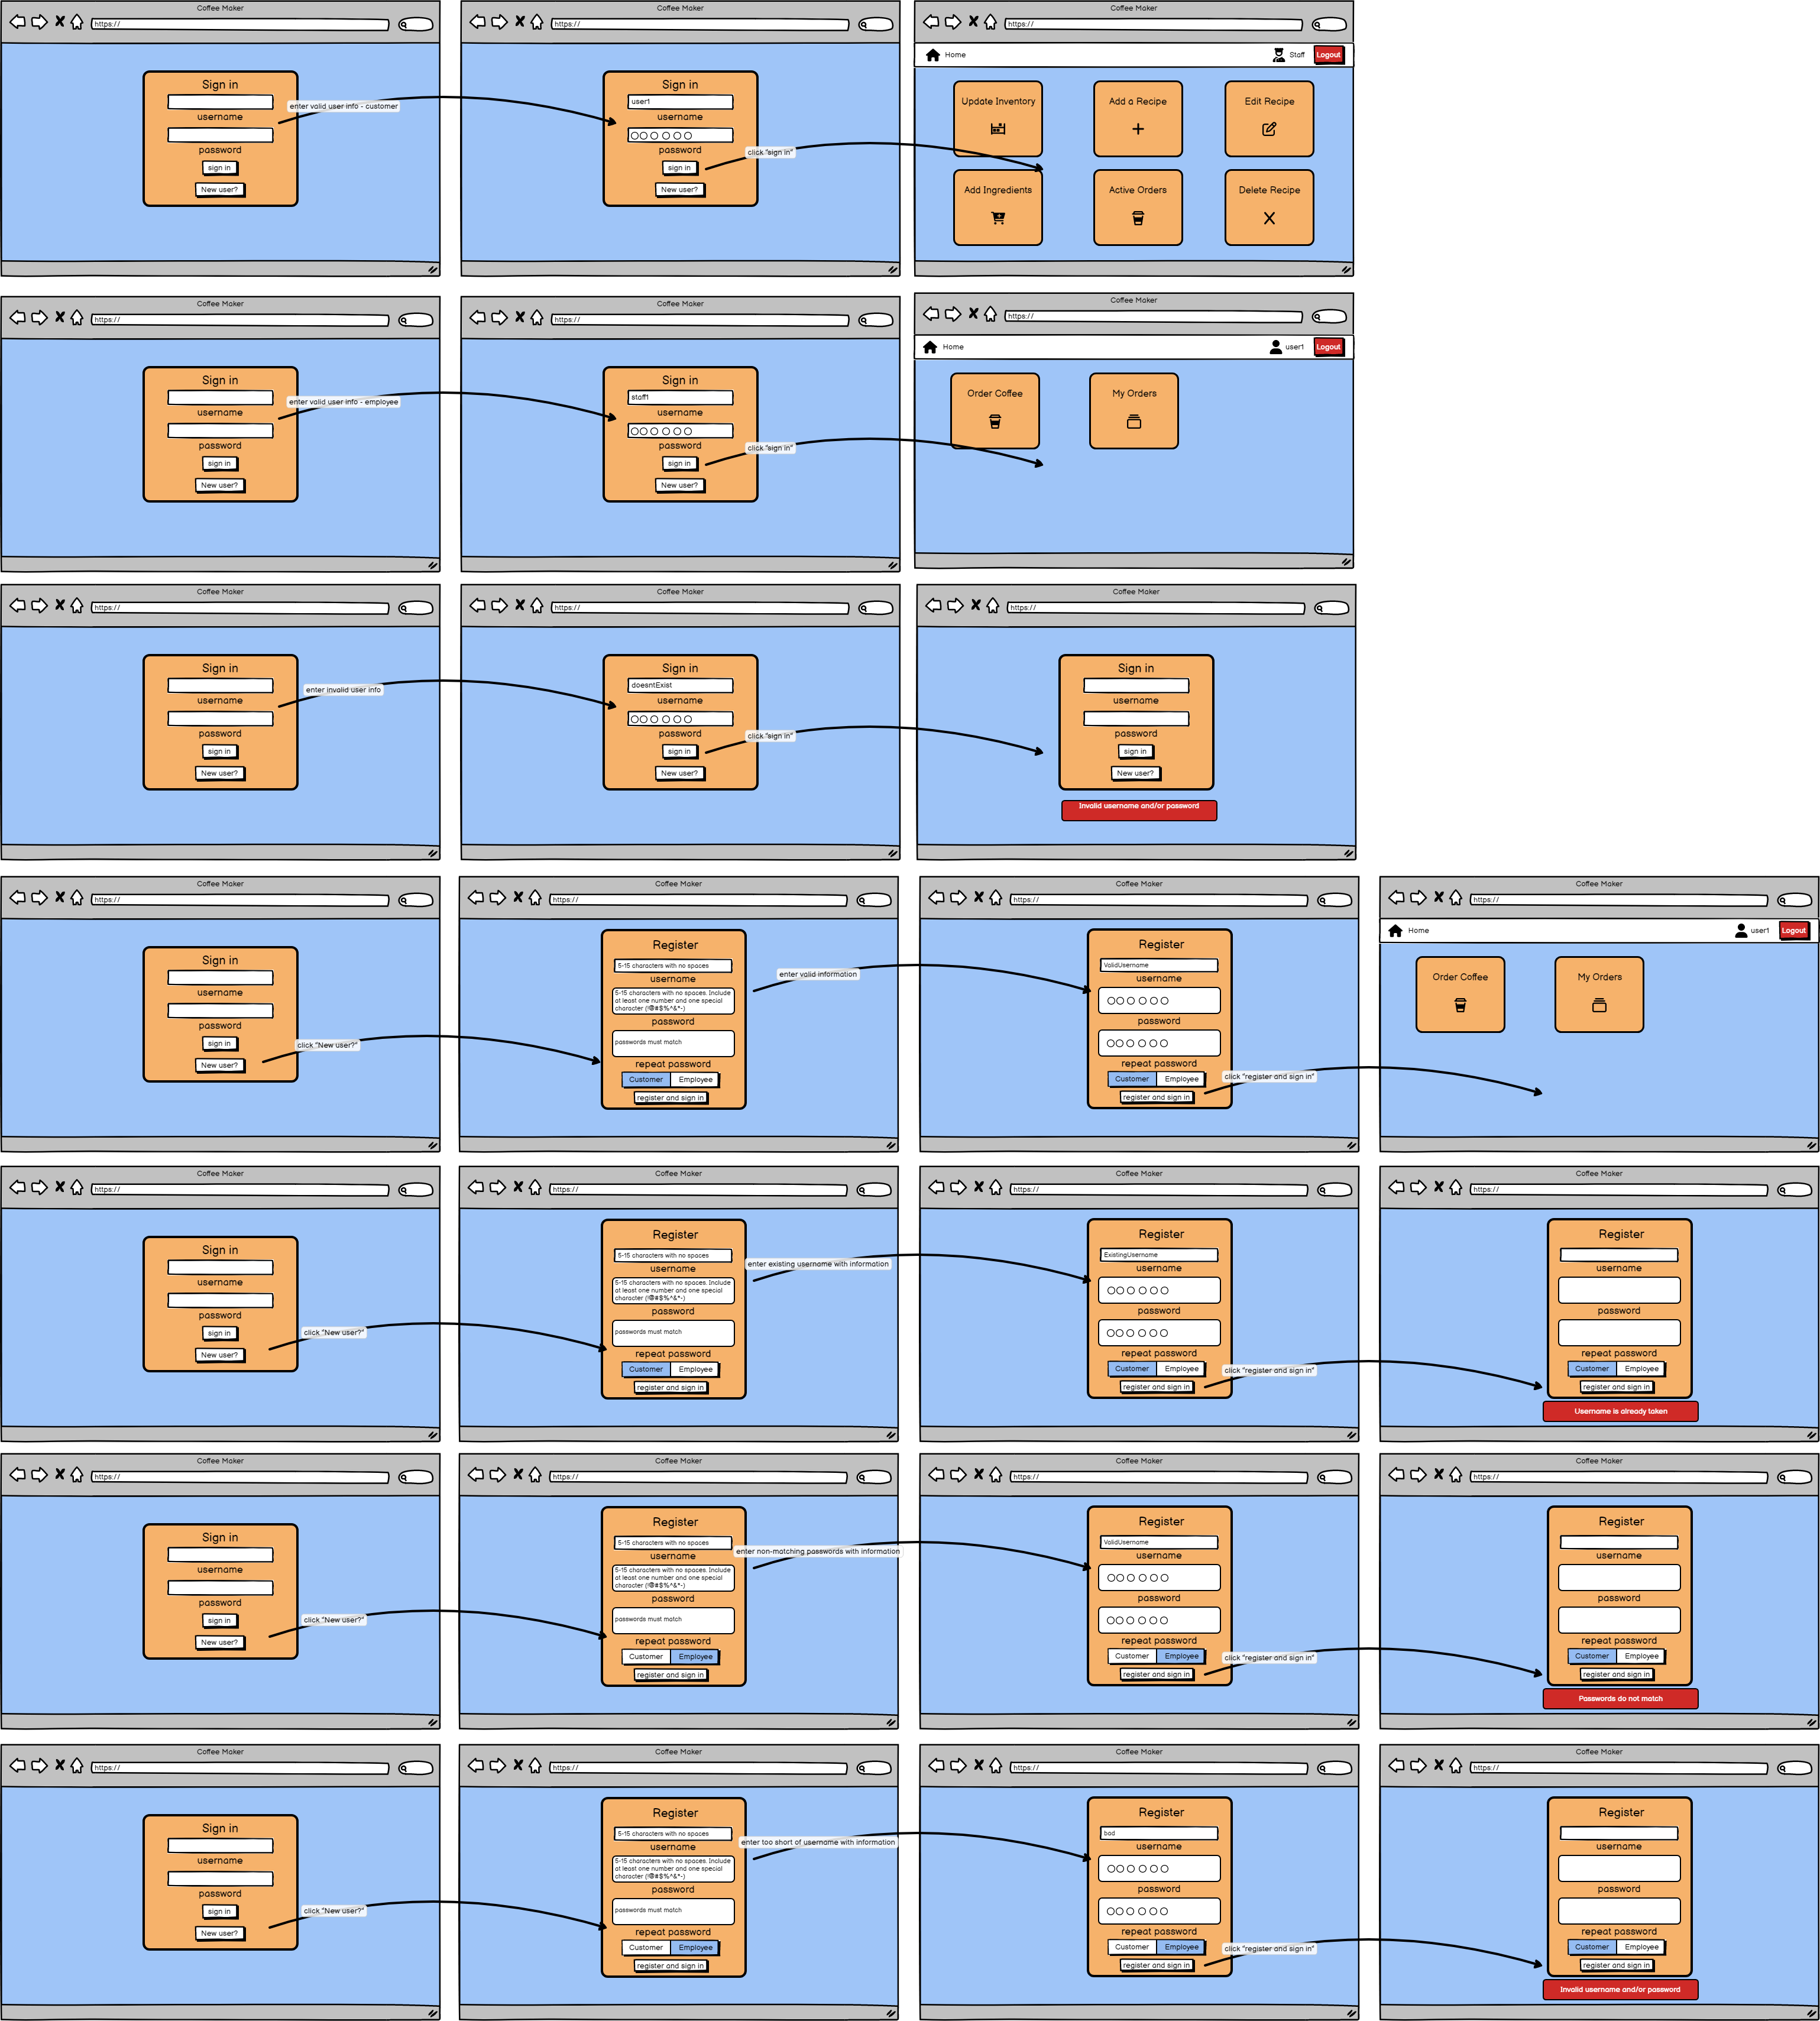 Coffee Maker
https://
Sign in
username
password
sign in
New user?
enter valid user info - customer
Coffee Maker
https://
Sign in
user1
username
password
sign in
New user?
click "sign in"
Coffee Maker
https://
Home
Staff
Logout
Update Inventory
Add a Recipe
Edit Recipe
Add Ingredients
Active Orders
Delete Recipe
Coffee Maker
https://
Sign in
username
password
sign in
New user?
enter valid user info - employee
Coffee Maker
https://
Sign in
staff1
username
password
sign in
New user?
click "sign in"
Coffee Maker
https://
Home
user1
Logout
Order Coffee
My Orders
Coffee Maker
https://
Sign in
username
password
sign in
New user?
enter invalid user info
Coffee Maker
https://
Sign in
doesntExist
username
password
sign in
New user?
click "sign in"
Coffee Maker
https://
Sign in
username
password
sign in
New user?
Invalid username and/or password
Coffee Maker
https://
Sign in
username
password
sign in
New user?
click "New user?"
Coffee Maker
https://
Register
5-15 characters with no spaces
username
5-15 characters with no spaces. Include
at least one number and one special
character (!@#$%^&*-)
password
passwords must match
repeat password
Customer
Employee
register and sign in
enter valid information
Coffee Maker
https://
Register
ValidUsername
username
password
repeat password
Customer
Employee
register and sign in
click "register and sign in"
Coffee Maker
https://
Home
user1
Logout
Order Coffee
My Orders
Coffee Maker
https://
Sign in
username
password
sign in
New user?
click "New user?"
Coffee Maker
https://
Register
5-15 characters with no spaces
username
5-15 characters with no spaces. Include
at least one number and one special
character (!@#$%^&*-)
password
passwords must match
repeat password
Customer
Employee
register and sign in
enter existing username with information
Coffee Maker
https://
Register
ExistingUsername
username
password
repeat password
Customer
Employee
register and sign in
click "register and sign in"
Coffee Maker
https://
Register
username
password
repeat password
Customer
Employee
register and sign in
Username is already taken
Coffee Maker
https://
Sign in
username
password
sign in
New user?
click "New user?"
Coffee Maker
https://
Register
5-15 characters with no spaces
username
5-15 characters with no spaces. Include
at least one number and one special
character (!@#$%^&*-)
password
passwords must match
repeat password
Customer
Employee
register and sign in
enter non-matching passwords with information
Coffee Maker
https://
Register
ValidUsername
username
password
repeat password
Customer
Employee
register and sign in
click "register and sign in"
Coffee Maker
https://
Register
username
password
repeat password
Customer
Employee
register and sign in
Passwords do not match
Coffee Maker
https://
Sign in
username
password
sign in
New user?
click "New user?"
Coffee Maker
https://
Register
5-15 characters with no spaces
username
5-15 characters with no spaces. Include
at least one number and one special
character (!@#$%^&*-)
password
passwords must match
repeat password
Customer
Employee
register and sign in
enter too short of username with information
Coffee Maker
https://
Register
bod
username
password
repeat password
Customer
Employee
register and sign in
click "register and sign in"
Coffee Maker
https://
Register
username
password
repeat password
Customer
Employee
register and sign in
Invalid username and/or password